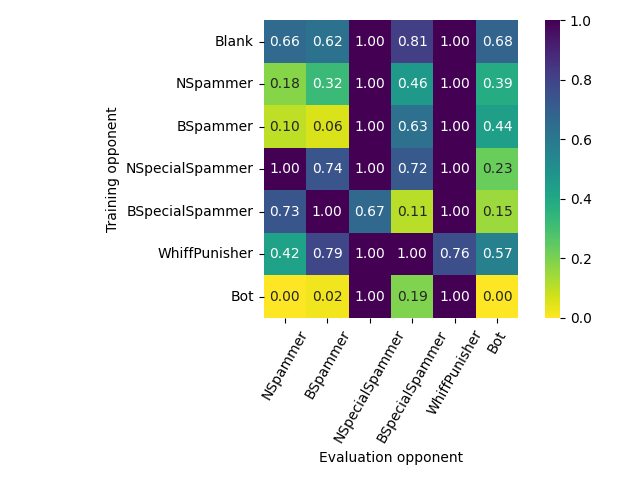 Training opponent
Blank 0.66 0.62 1.00 0.81 1.00 0.68
NSpammer 0.18 0.32 1.00 0.46 1.00 0.39
BSpammer 0.10 0.06 1.00 0.63 1.00 0.44
NSpecialSpammer 1.00 0.74 1.00 0.72 1.00 0.23
BSpecialSpammer 0.73 1.00 0.67 0.11 1.00 0.15
WhiffPunisher 0.42 0.79 1.00 1.00 0.76 0.57
Bot 0.00 0.02 1.00 0.19 1.00 0.00
NSpammer
BSpammer
NSpecialSpammer
BSpecialSpammer
WhiffPunisher
Bot
Evaluation opponent
1.0
0.8
0.6
0.4
0.2
0.0